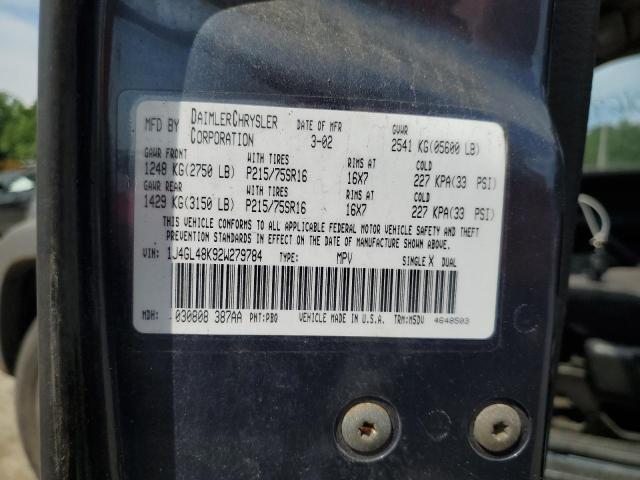 MFD BY DAIMLERCHRYSLER CORPORATION DATE OF MFR 3-02 GVWR 2541 KG(05600 LB)
GAWR FRONT WITH TIRES RIMS AT COLD
1248 KG(2750 LB) P215/75SR16 16X7 227 KPA(33 PSI)
GAWR REAR WITH TIRES RIMS AT COLD
1429 KG(3150 LB) P215/75SR16 16X7 227 KPA(33 PSI)
THIS VEHICLE CONFORMS TO ALL APPLICABLE FEDERAL MOTOR VEHICLE SAFETY AND THEFT
PREVENTION STANDARDS IN EFFECT ON THE DATE OF MANUFACTURE SHOWN ABOVE.
VIN: 1J4GL48K92W279784 TYPE: MPV SINGLE X DUAL
MDH: 030808 387AA PNT:PBQ VEHICLE MADE IN U.S.A. TRM:MSDV 4648503